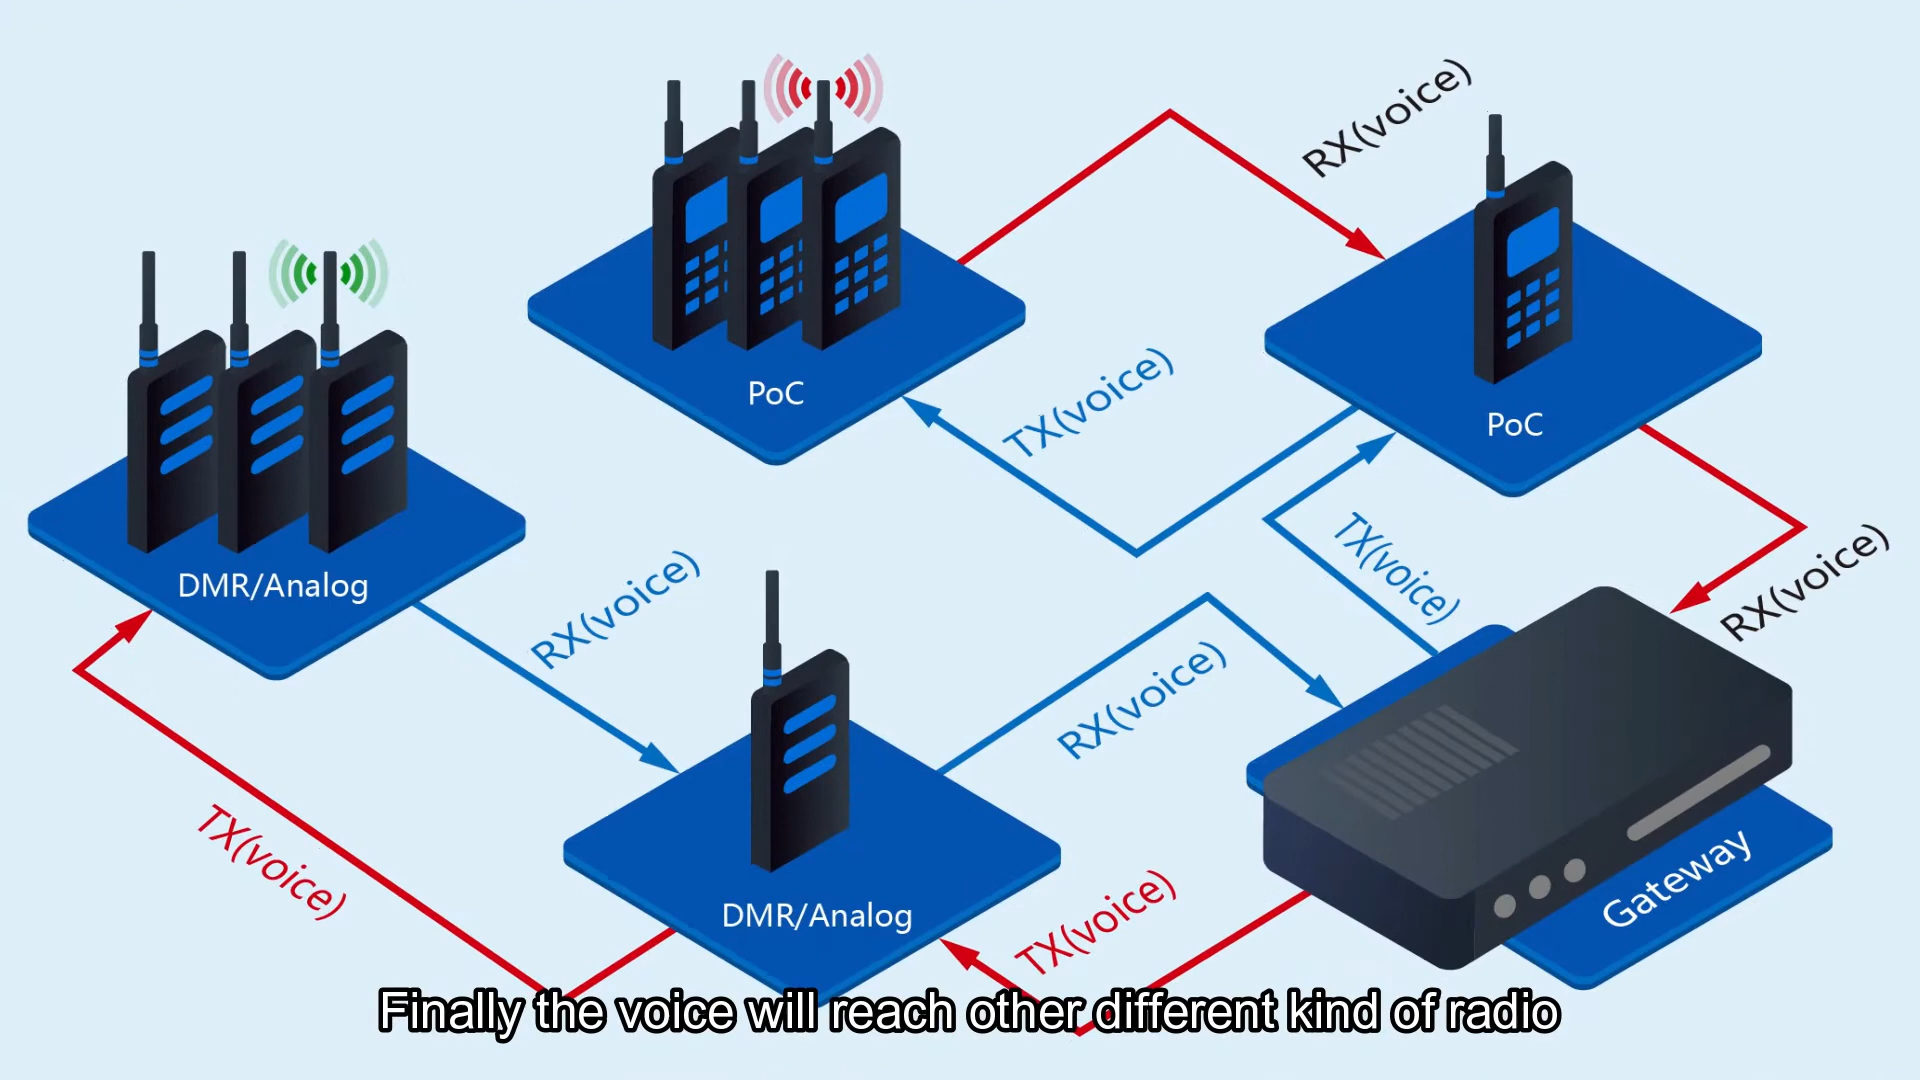 RX(voice)
PoC
TX(voice)
PoC
DMR/Analog
RX(voice)
TX(voice)
RX(voice)
RX(voice)
TX(voice)
DMR/Analog
TX(voice)
Gateway
Finally the voice will reach other different kind of radio